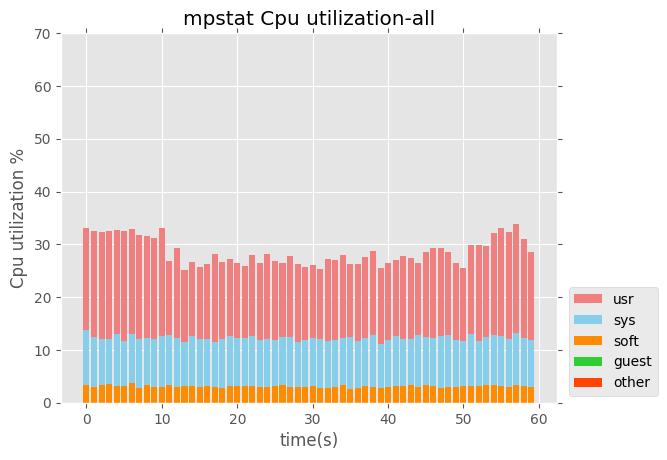 mpstat Cpu utilization-all
70
60
50
40
30
20
10
0
Cpu utilization %
0 10 20 30 40 50 60
time(s)
usr
sys
soft
guest
other